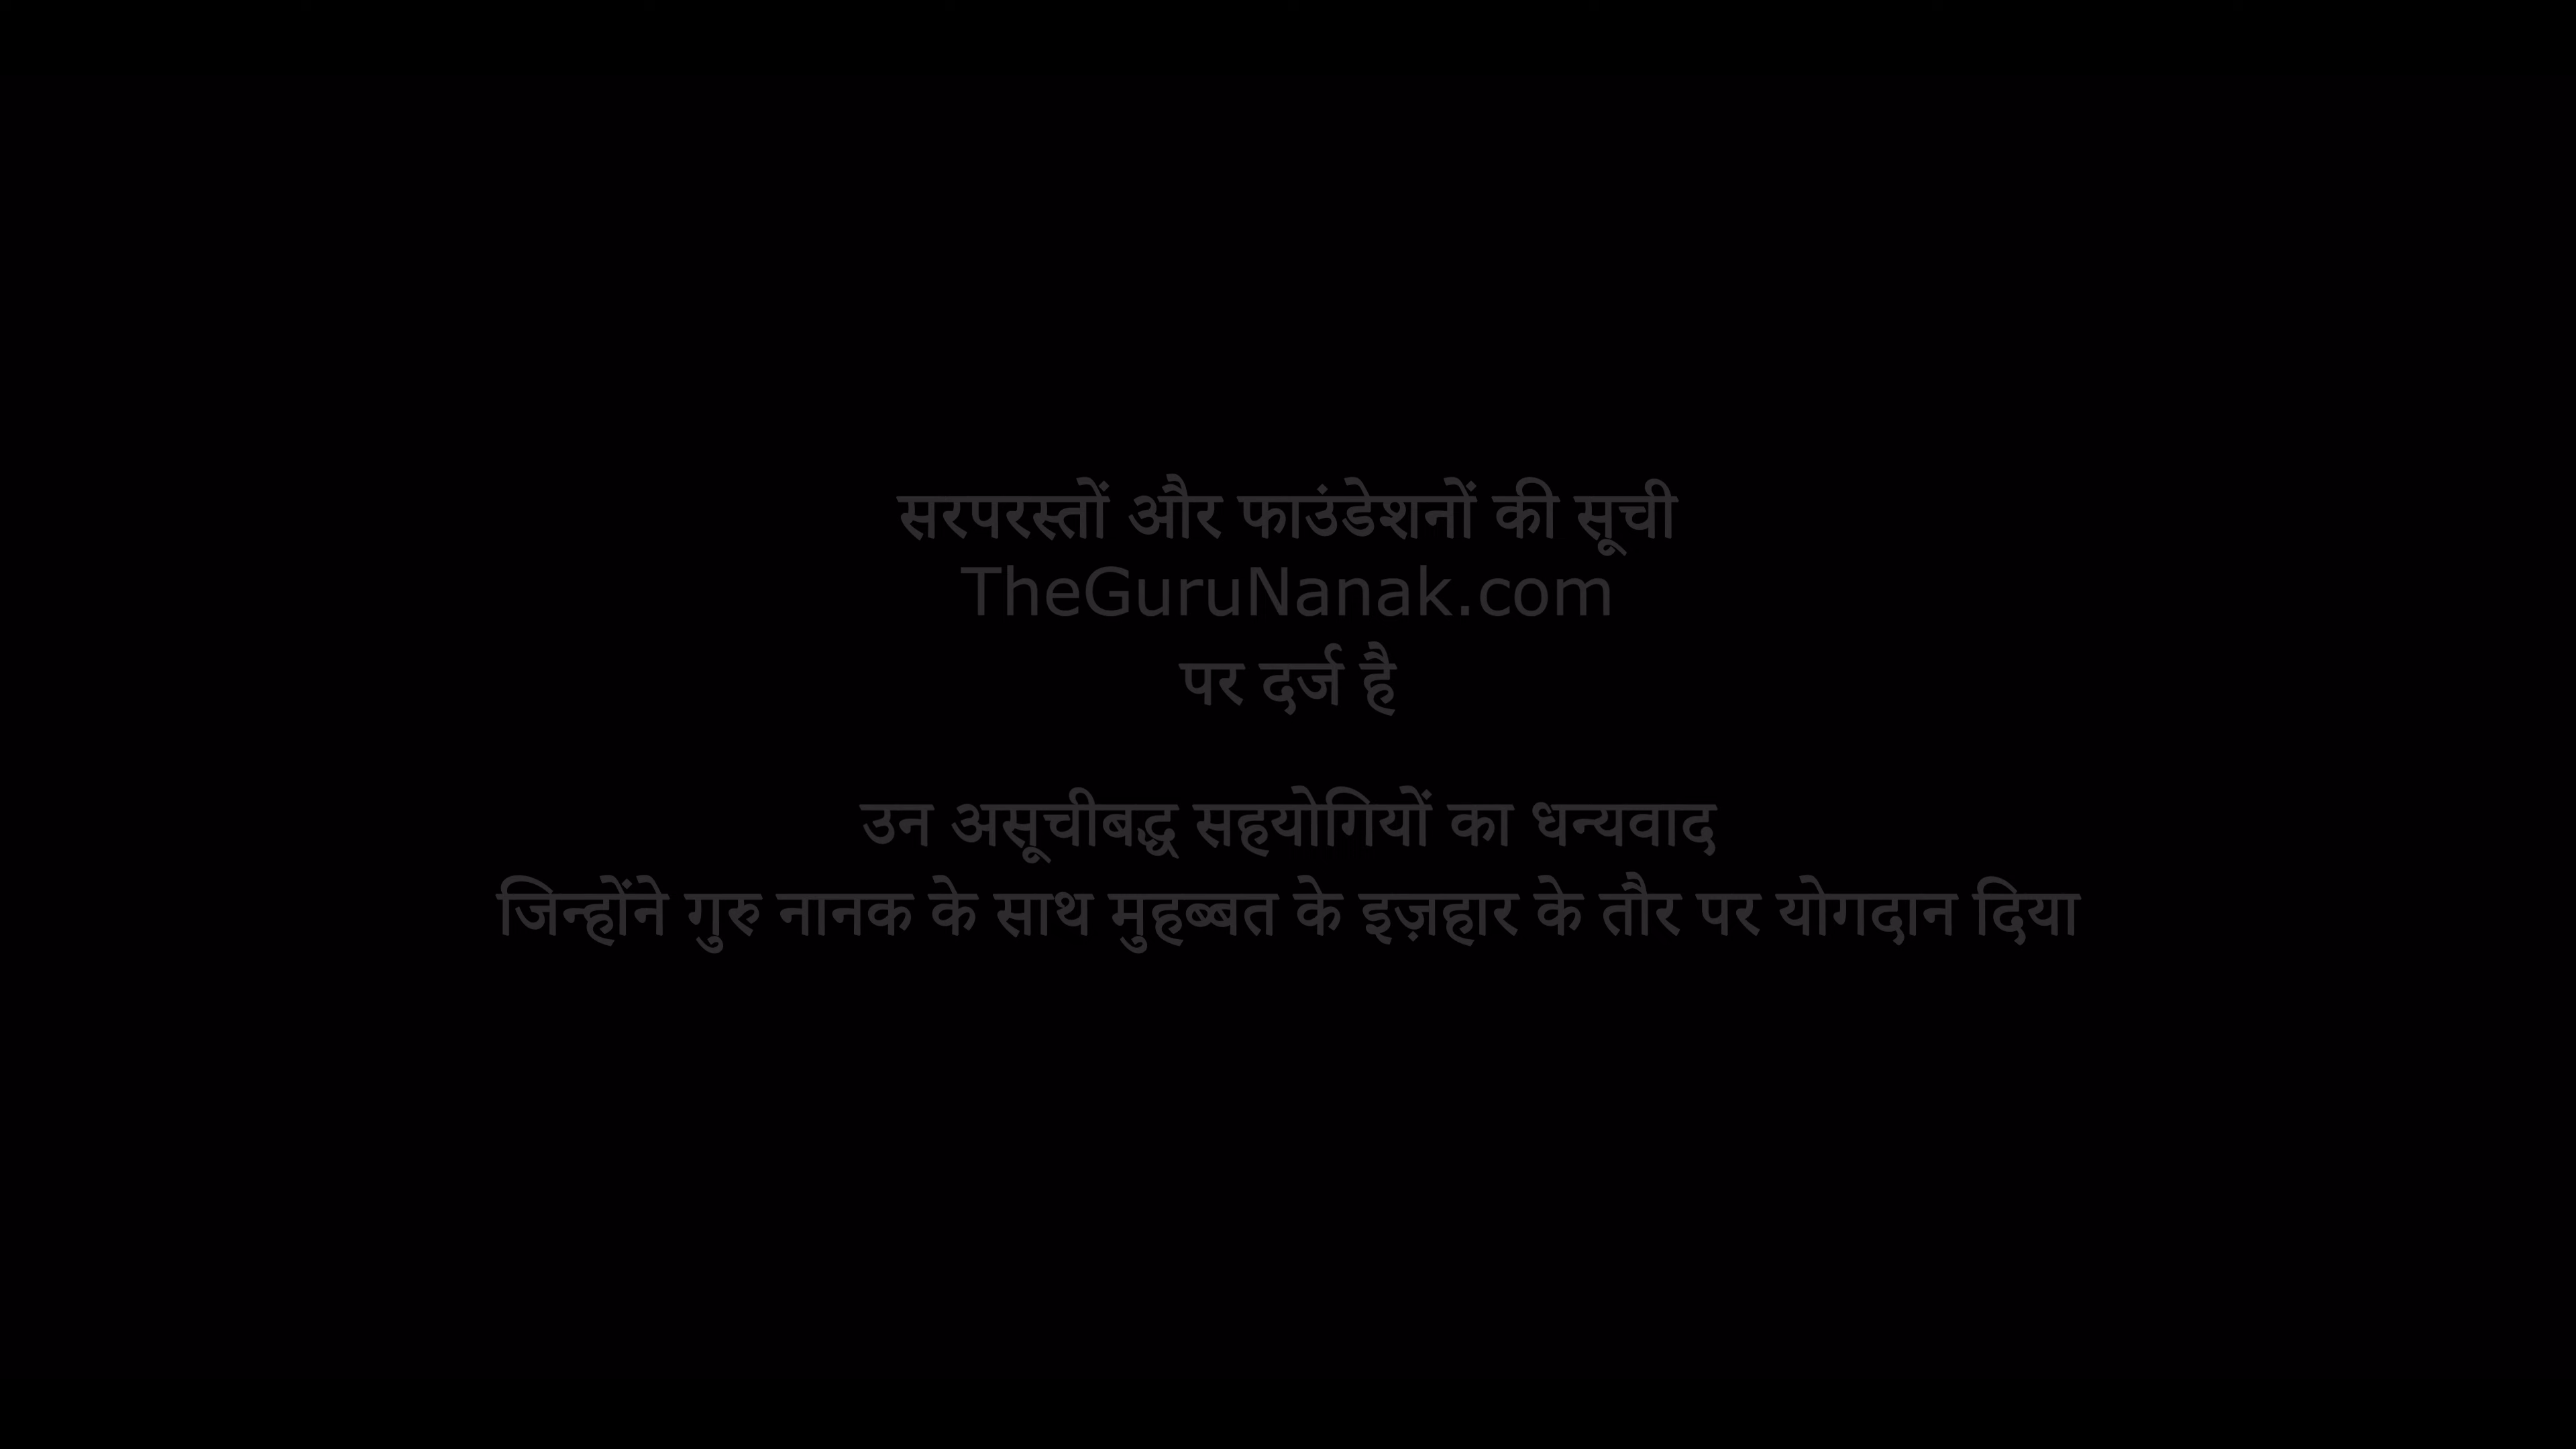 सरपरस्तों और फाउंडेशनों की सूची
TheGuruNanak.com
पर दर्ज है
उन असूचीबद्ध सहयोगियों का धन्यवाद
जिन्होंने गुरु नानक के साथ मुहब्बत के इज़हार के तौर पर योगदान दिया